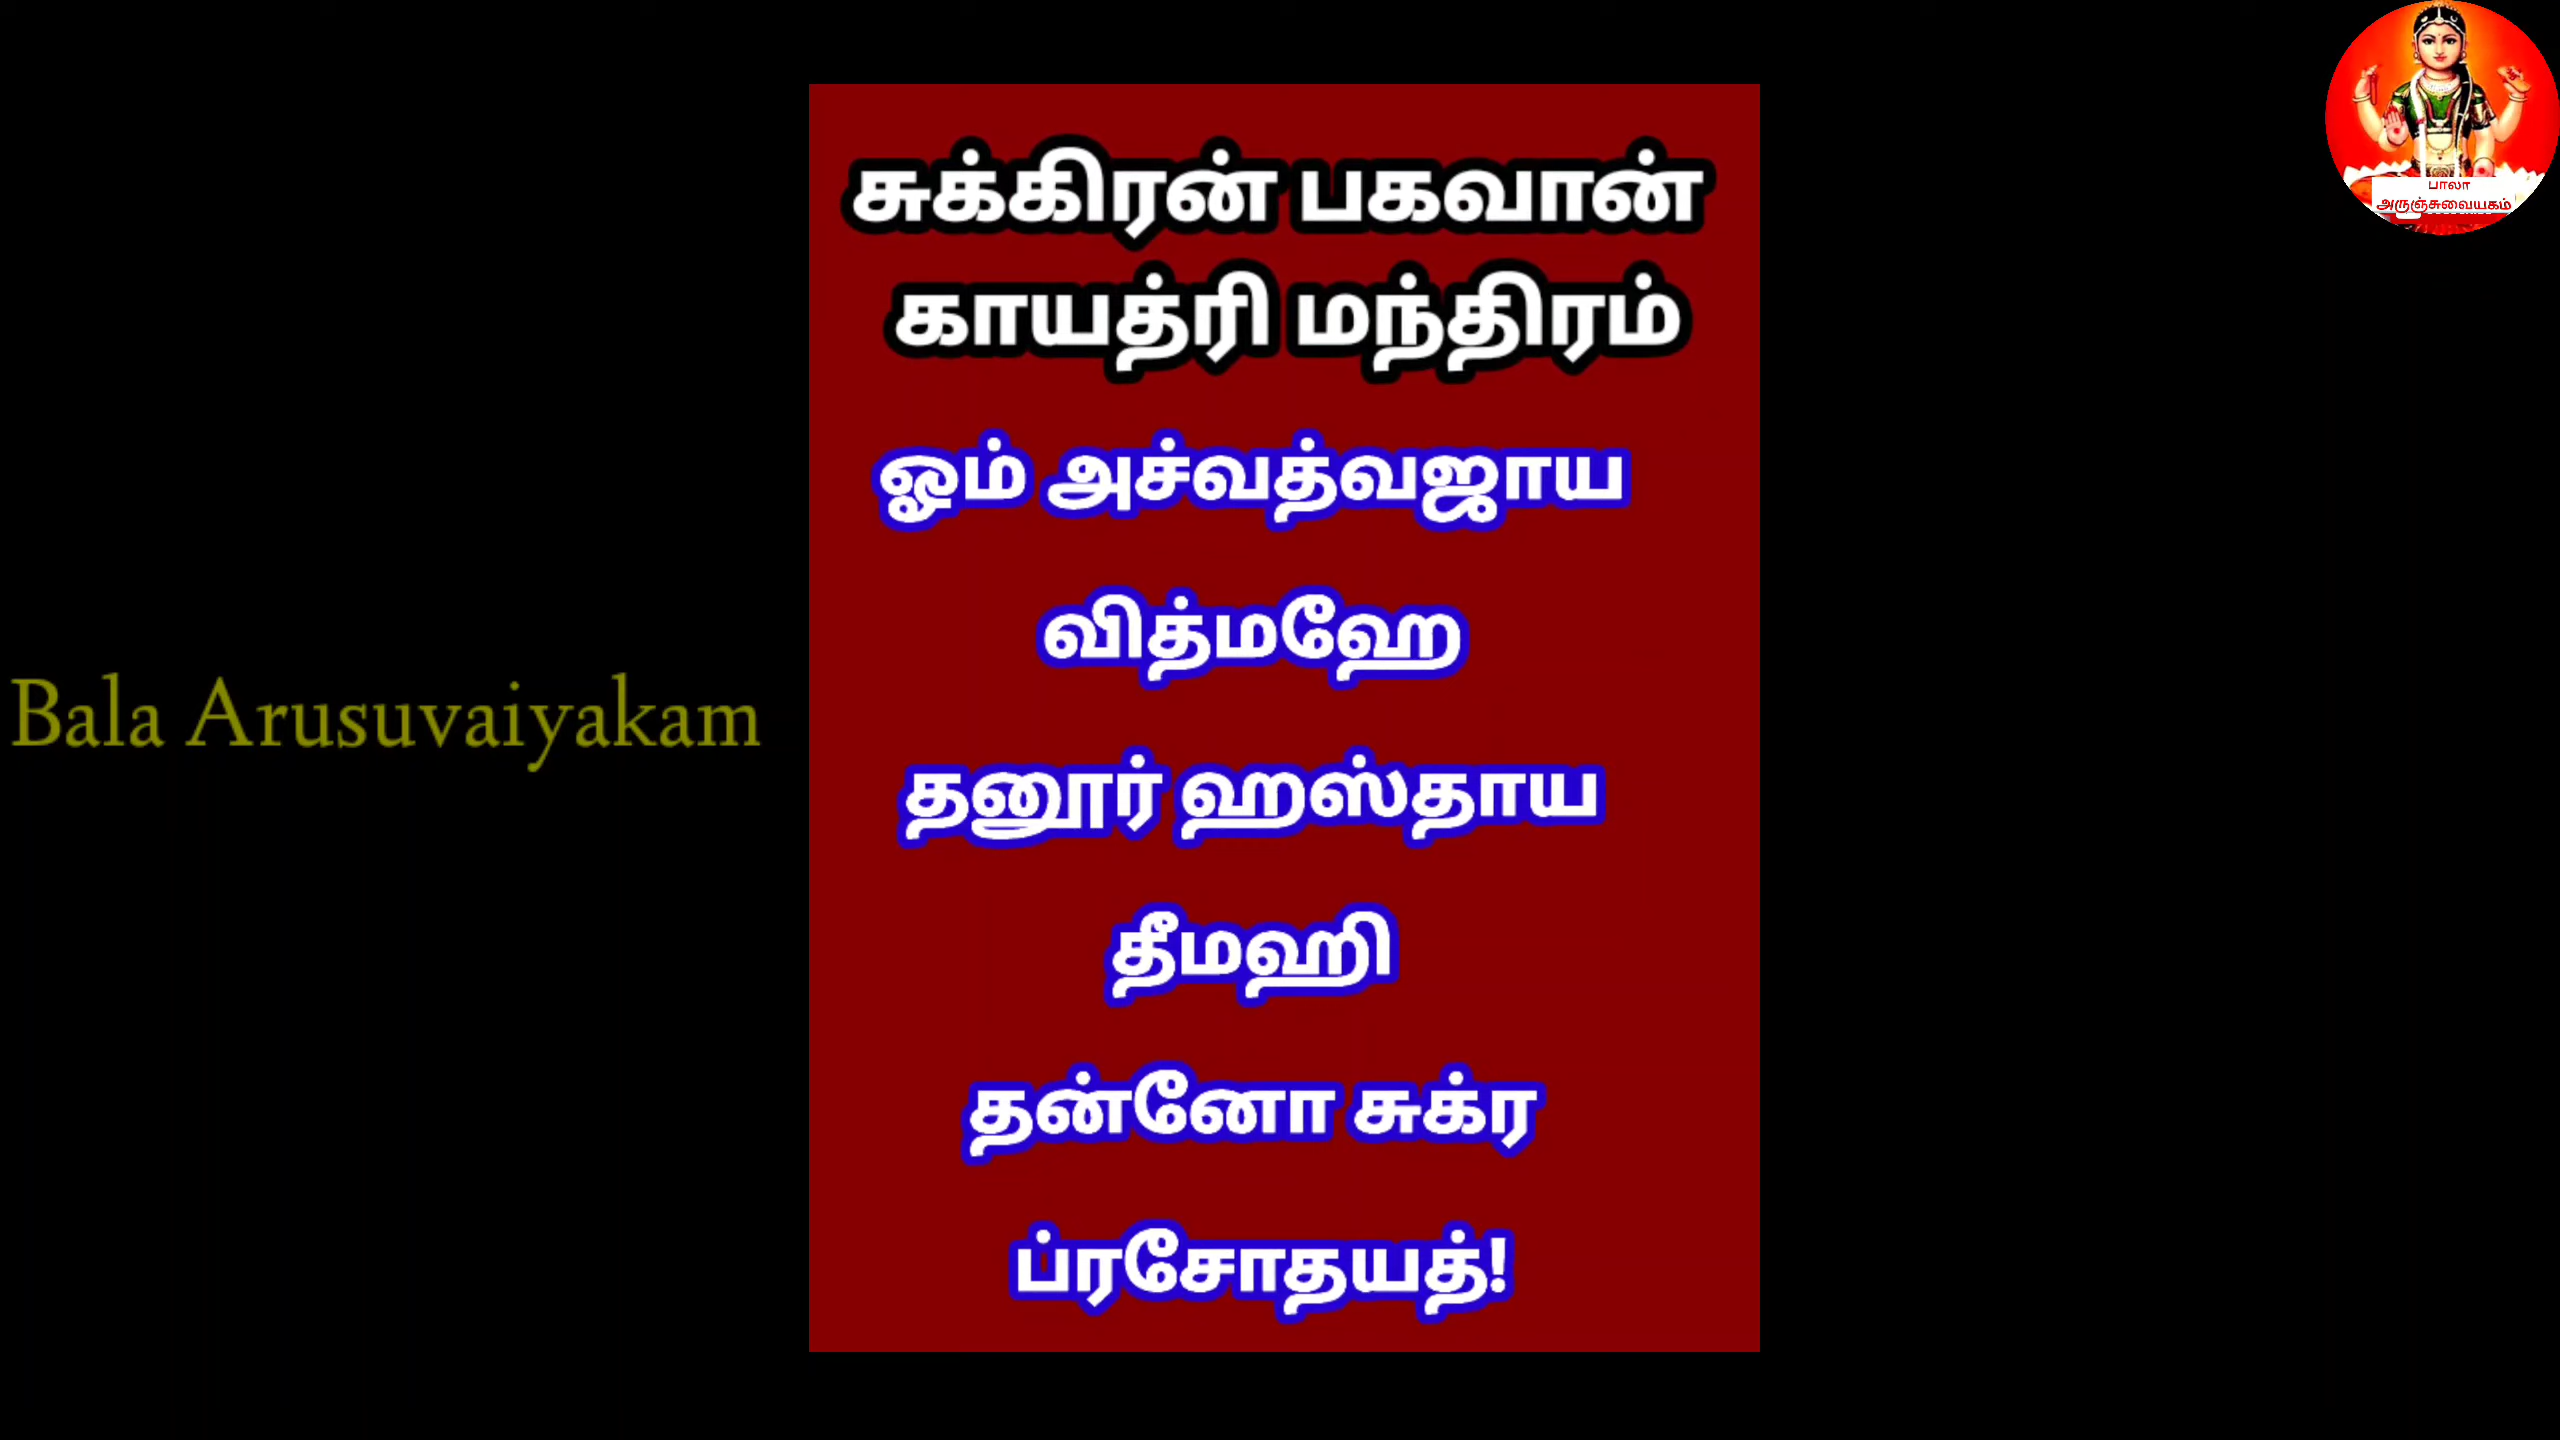 சுக்கிரன் பகவான்
காயத்ரி மந்திரம்
ஓம் அச்வத்வஜாய
வித்மஹே
தனூர் ஹஸ்தாய
தீமஹி
தன்னோ சுக்ர
ப்ரசோதயத்!
Bala Arusuvaiyakam
பாலா
அருஞ்சுவையகம்